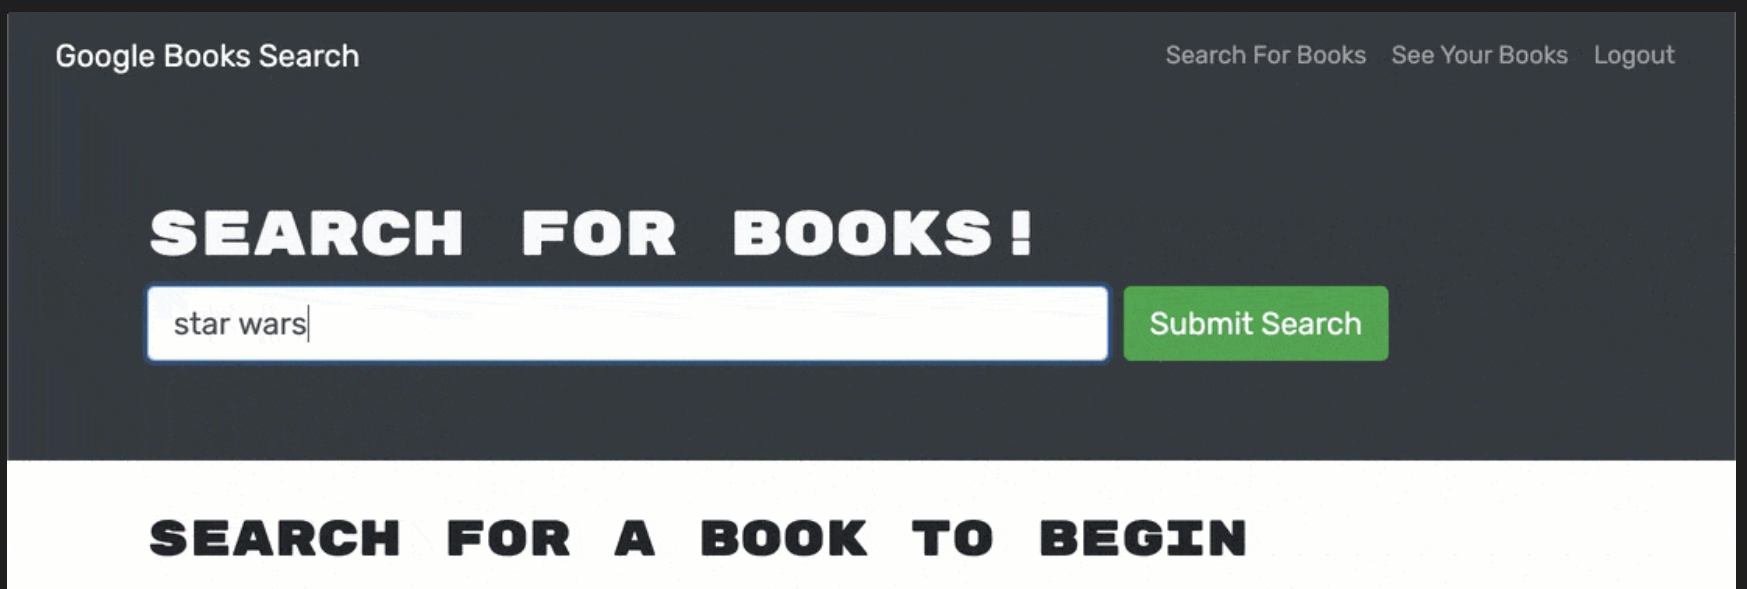 Google Books Search
Search For Books See Your Books Logout
SEARCH FOR BOOKS!
star wars
Submit Search
SEARCH FOR A BOOK TO BEGIN